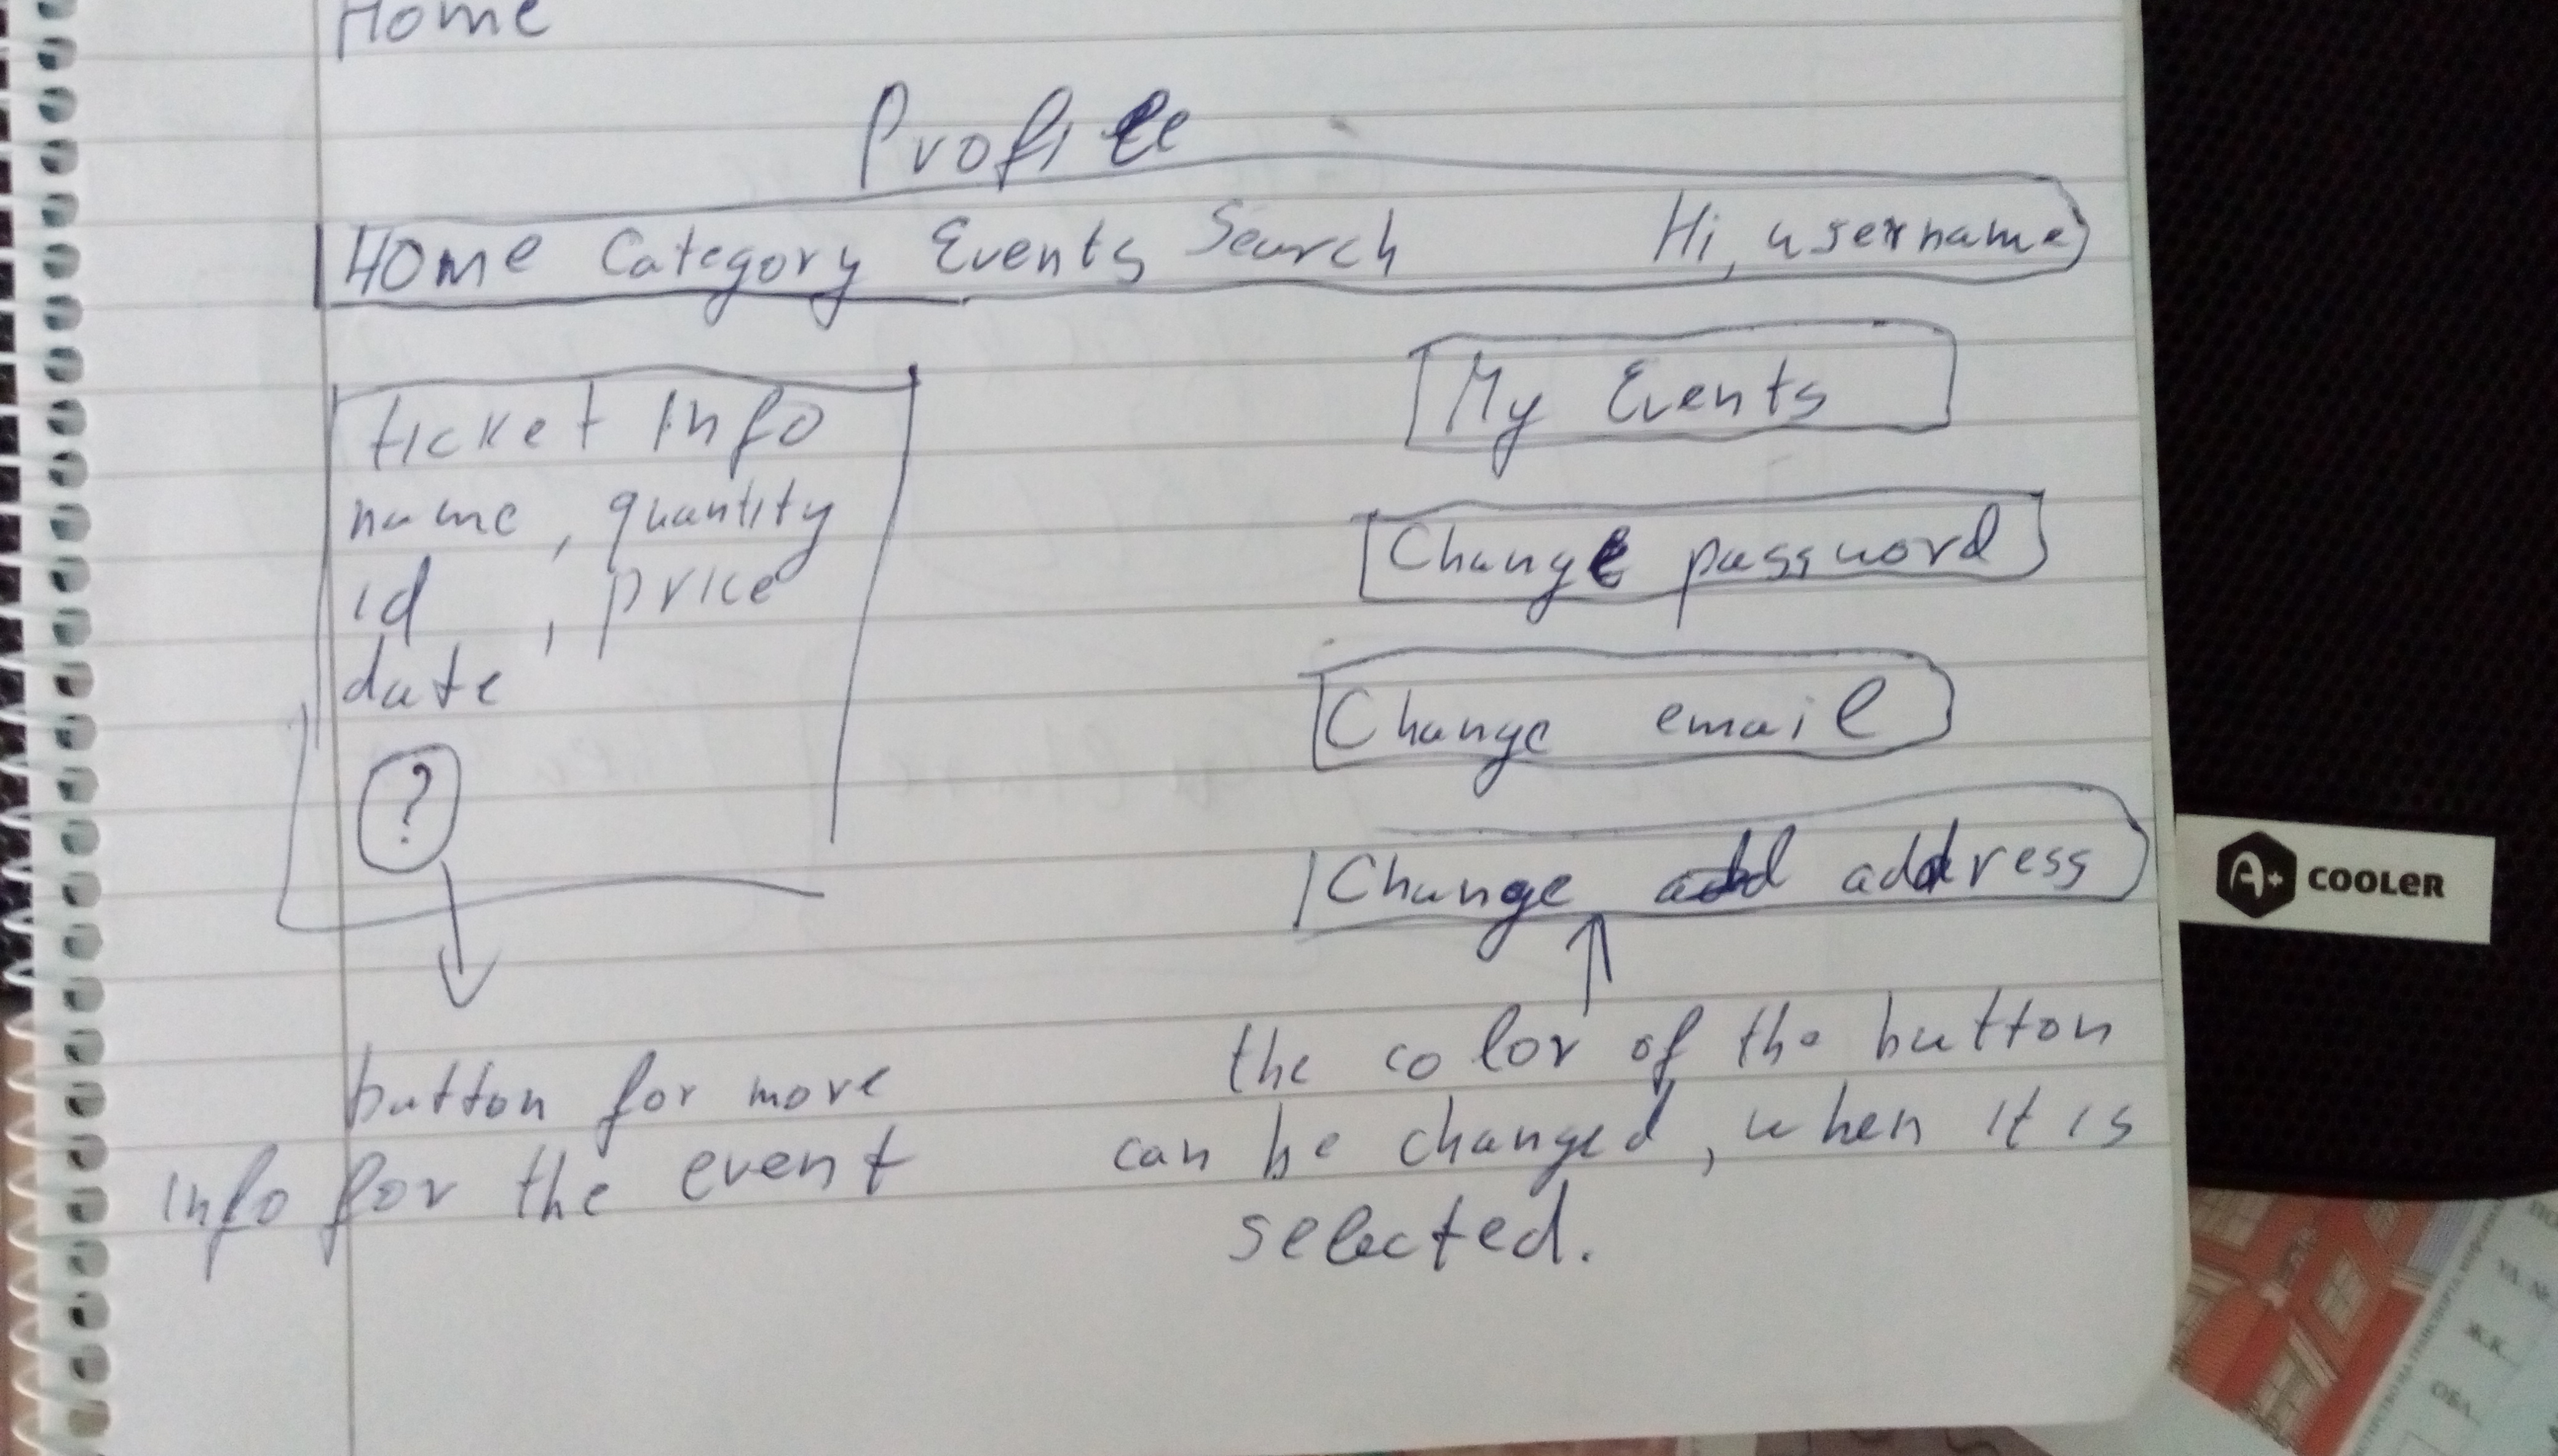 Home
Profile
Home Category Events Search Hi, username
ticket info
name, quantity
id, price
date
?
button for more
info for the event
My Events
Change password
Change email
Change add address
the color of the button
can be changed, when it is
selected.
A+ COOLER
Ж.К.